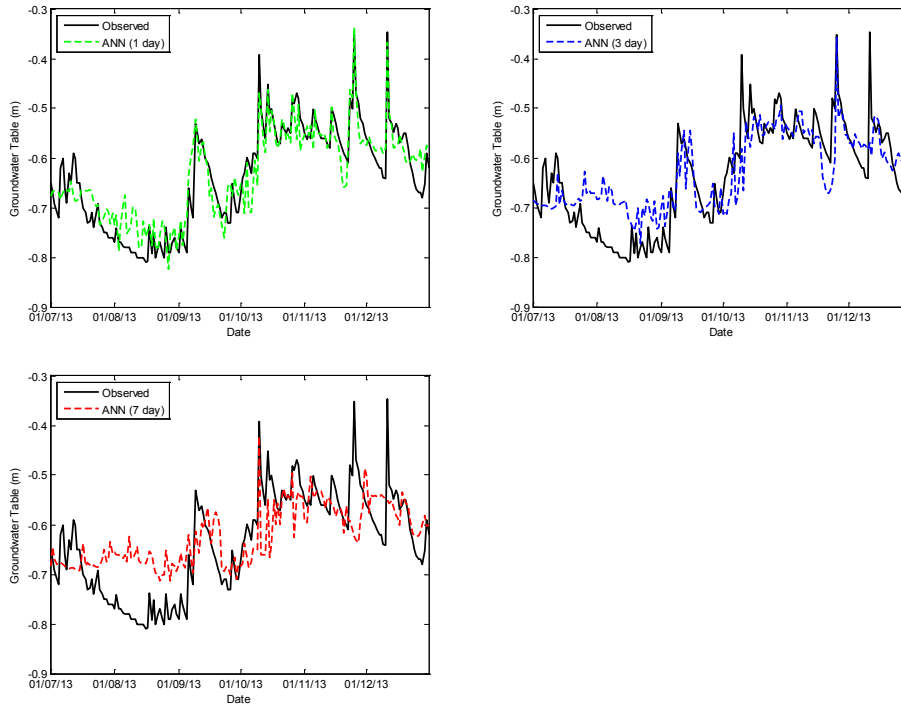 -0.3
-0.4
-0.5
-0.6
-0.7
-0.8
-0.9
Groundwater Table (m)
Observed
ANN (1 day)
01/07/13 01/08/13 01/09/13 01/10/13 01/11/13 01/12/13
Date
-0.3
-0.4
-0.5
-0.6
-0.7
-0.8
-0.9
Groundwater Table (m)
Observed
ANN (3 day)
01/07/13 01/08/13 01/09/13 01/10/13 01/11/13 01/12/13
Date
-0.3
-0.4
-0.5
-0.6
-0.7
-0.8
-0.9
Groundwater Table (m)
Observed
ANN (7 day)
01/07/13 01/08/13 01/09/13 01/10/13 01/11/13 01/12/13
Date